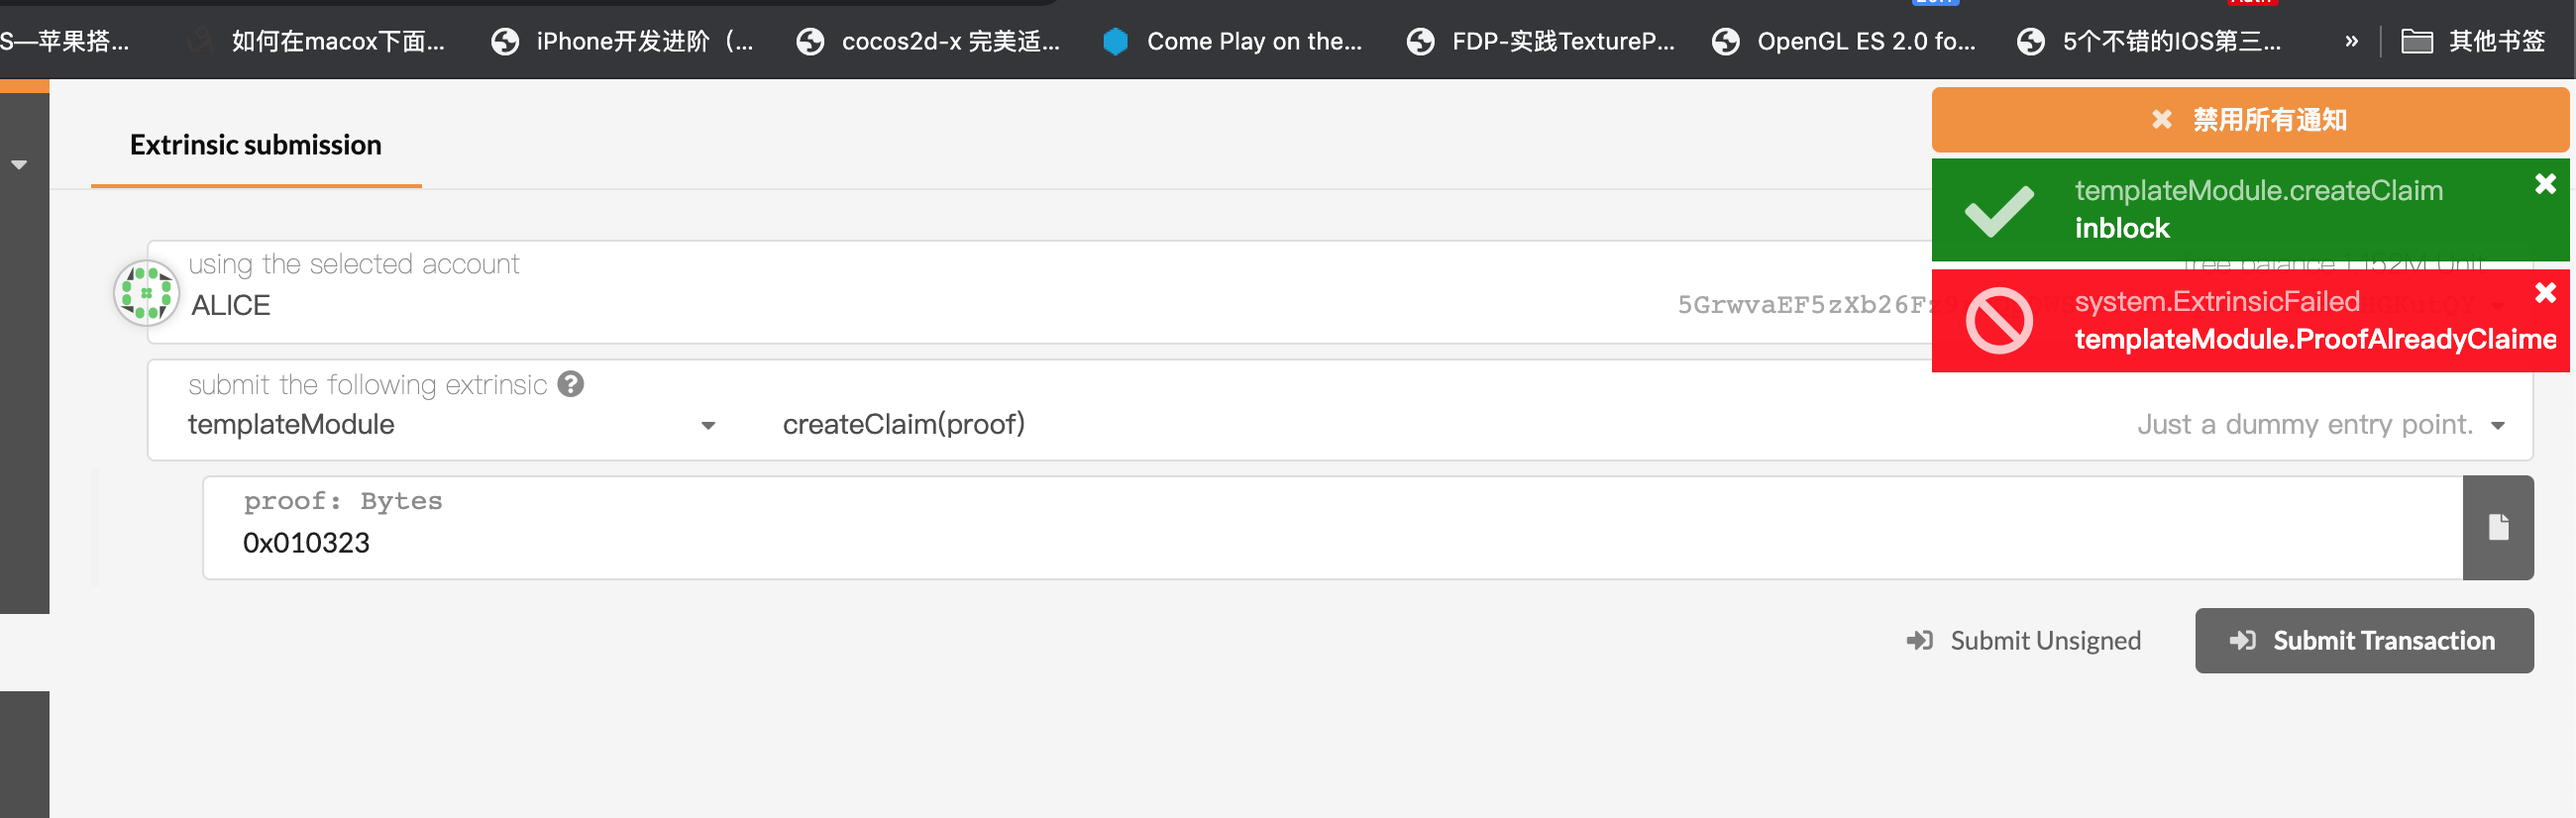 S—苹果搭... 如何在macox下面... iPhone开发进阶（... cocos2d-x 完美适... Come Play on the... FDP-实践TextureP... OpenGL ES 2.0 fo... 5个不错的IOS第三... » 其他书签
禁用所有通知
Extrinsic submission
templateModule.createClaim
inblock
using the selected account
ALICE
5GrwvaEF5zXb26Fz
system.ExtrinsicFailed
templateModule.ProofAlreadyClaime
submit the following extrinsic
templateModule
createClaim(proof)
Just a dummy entry point.
proof: Bytes
0x010323
Submit Unsigned
Submit Transaction